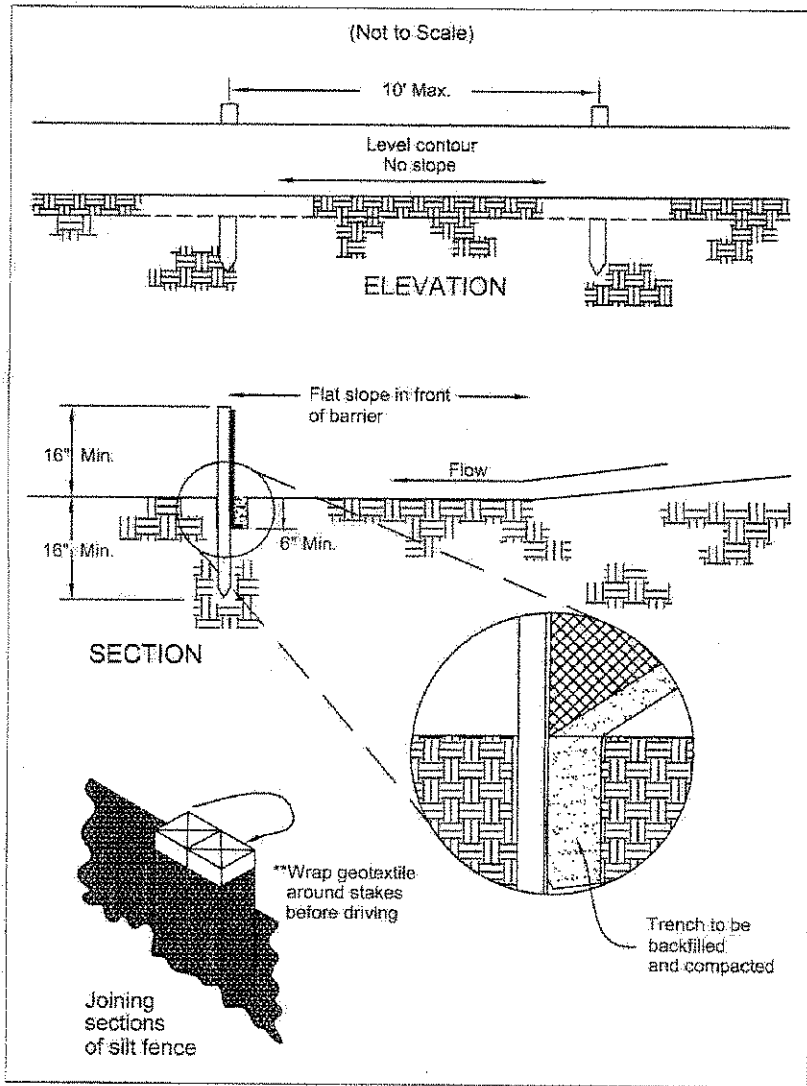 (Not to Scale)
10' Max.
Level contour
No slope
ELEVATION
Flat slope in front
of barrier
16" Min.
Flow
16" Min.
6" Min.
SECTION
**Wrap geotextile
around stakes
before driving
Trench to be
backfilled
and compacted
Joining
sections
of silt fence